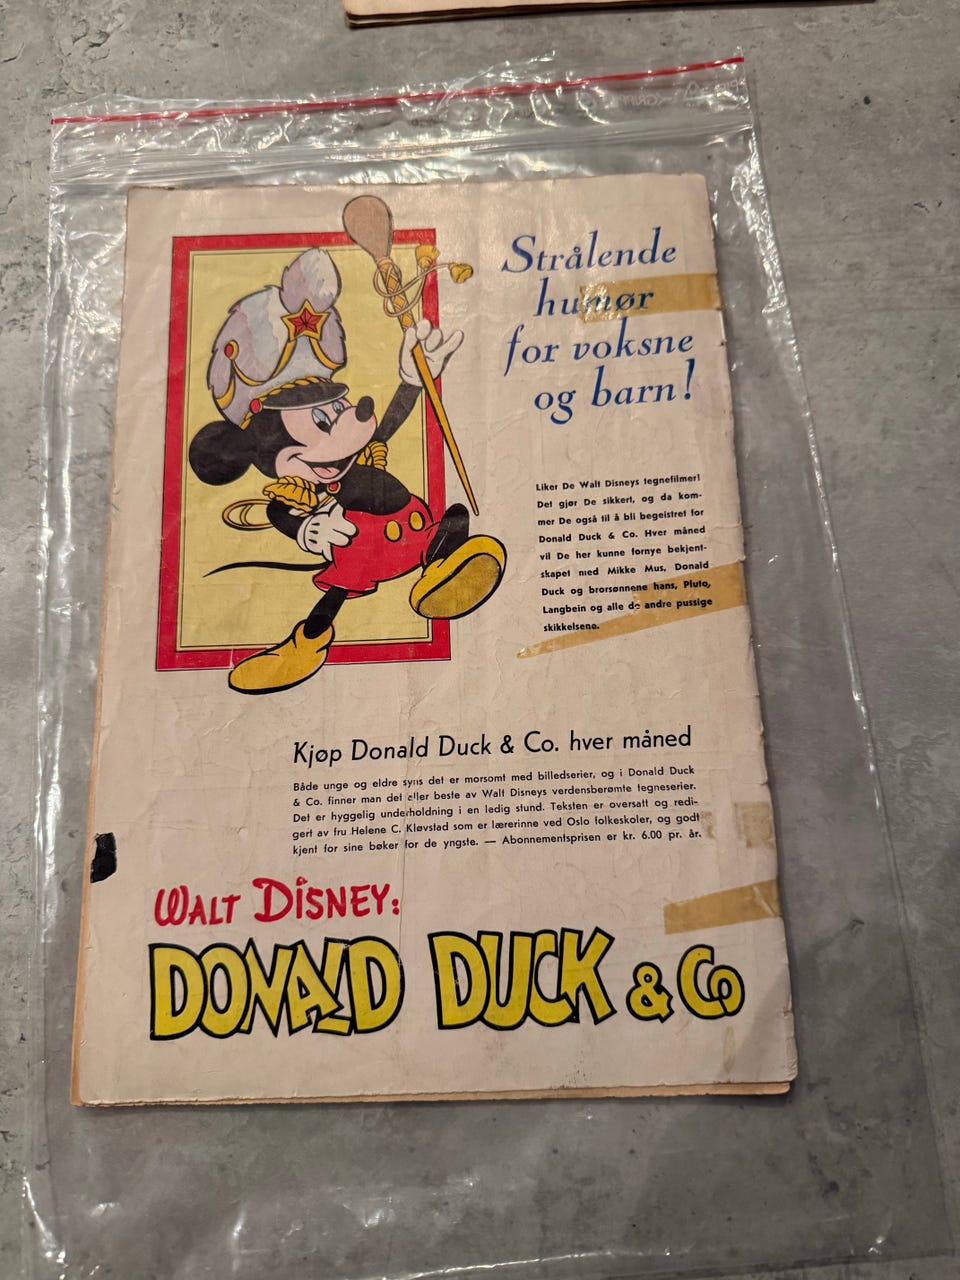 Strålende
humør
for voksne
og barn!
Liker De Walt Disneys tegnefilmer!
Det gjør De sikkert, og da kom-
mer De også til å bli begeistret for
Donald Duck & Co. Hver måned
vil De her kunne fornye bekjent-
skapet med Mikke Mus, Donald
Duck og brorsønnene hans, Pluto,
Langbein og alle de andre pussige
skikkelsene.
Kjøp Donald Duck & Co. hver måned
Både unge og eldre syns det er morsomt med billedserier, og i Donald Duck
& Co. finner man det aller beste av Walt Disneys verdensberømte tegneserier.
Det er hyggelig underholdning i en ledig stund. Teksten er oversatt og redi-
gert av fru Helene C. Kløvstad som er lærerinne ved Oslo folkeskoler, og godt
kjent for sine bøker for de yngste. — Abonnementsprisen er kr. 6.00 pr. år.
WALT DISNEY:
DONALD DUCK & Co